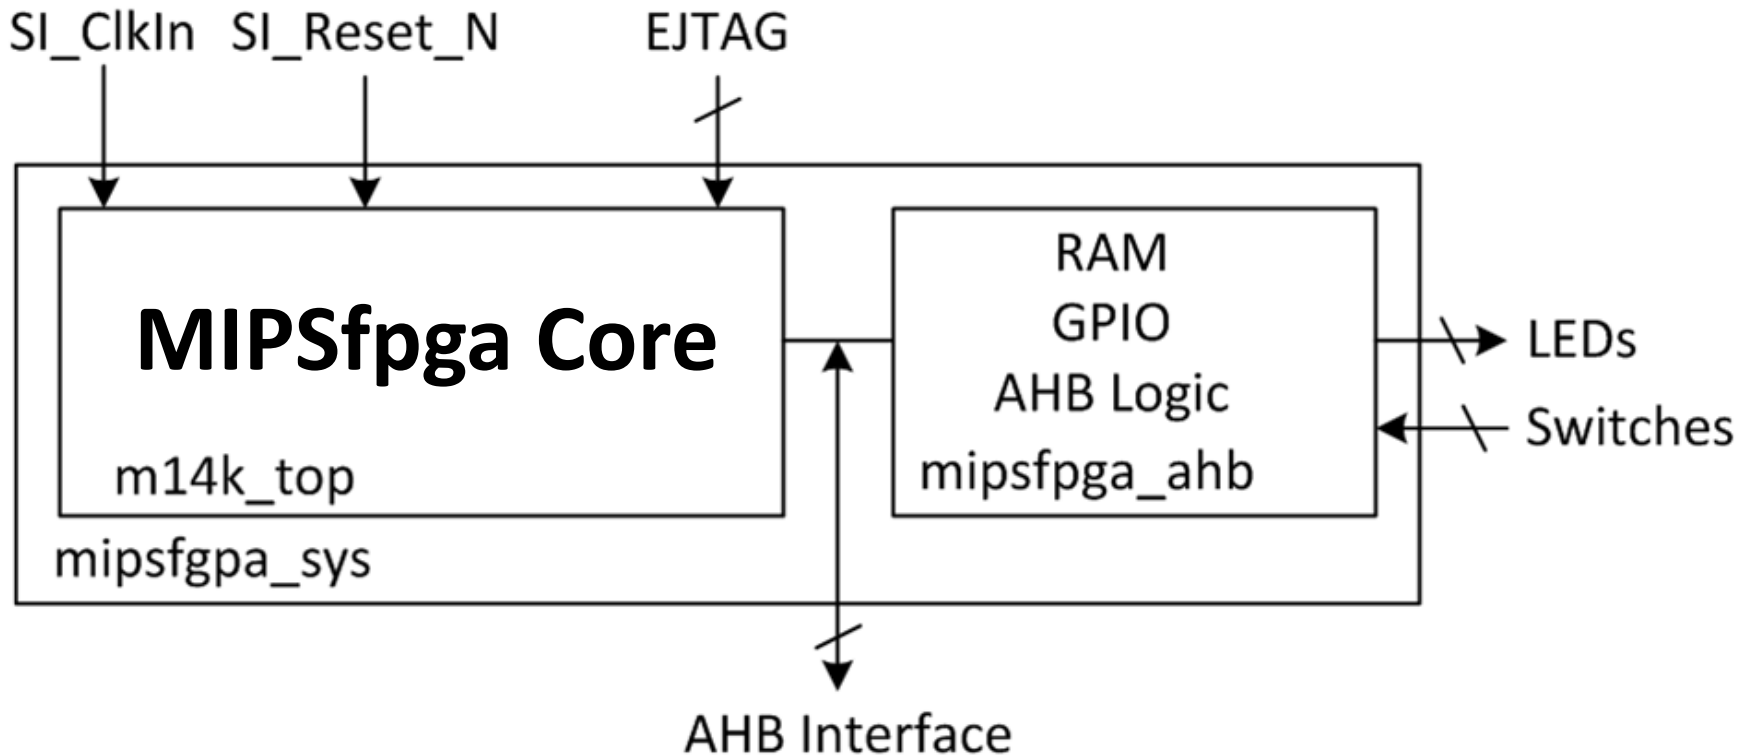 SI_ClkIn SI_Reset_N EJTAG
MIPSfpga Core
m14k_top
mipsfgpa_sys
RAM
GPIO
AHB Logic
mipsfpga_ahb
LEDs
Switches
AHB Interface